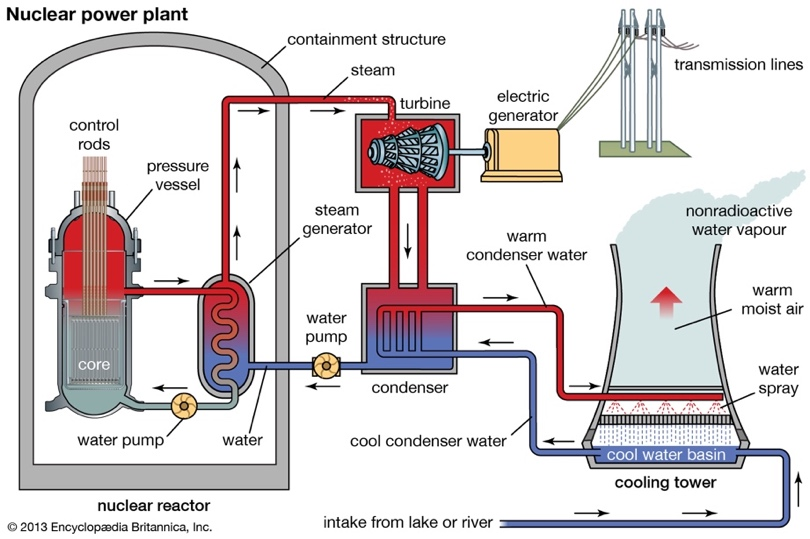 Nuclear power plant
containment structure
steam
turbine
electric
generator
transmission lines
control
rods
pressure
vessel
steam
generator
warm
condenser water
nonradioactive
water vapour
warm
moist air
water
pump
core
condenser
water
spray
water pump
water
cool condenser water
cool water basin
cooling tower
nuclear reactor
intake from lake or river
© 2013 Encyclopædia Britannica, Inc.